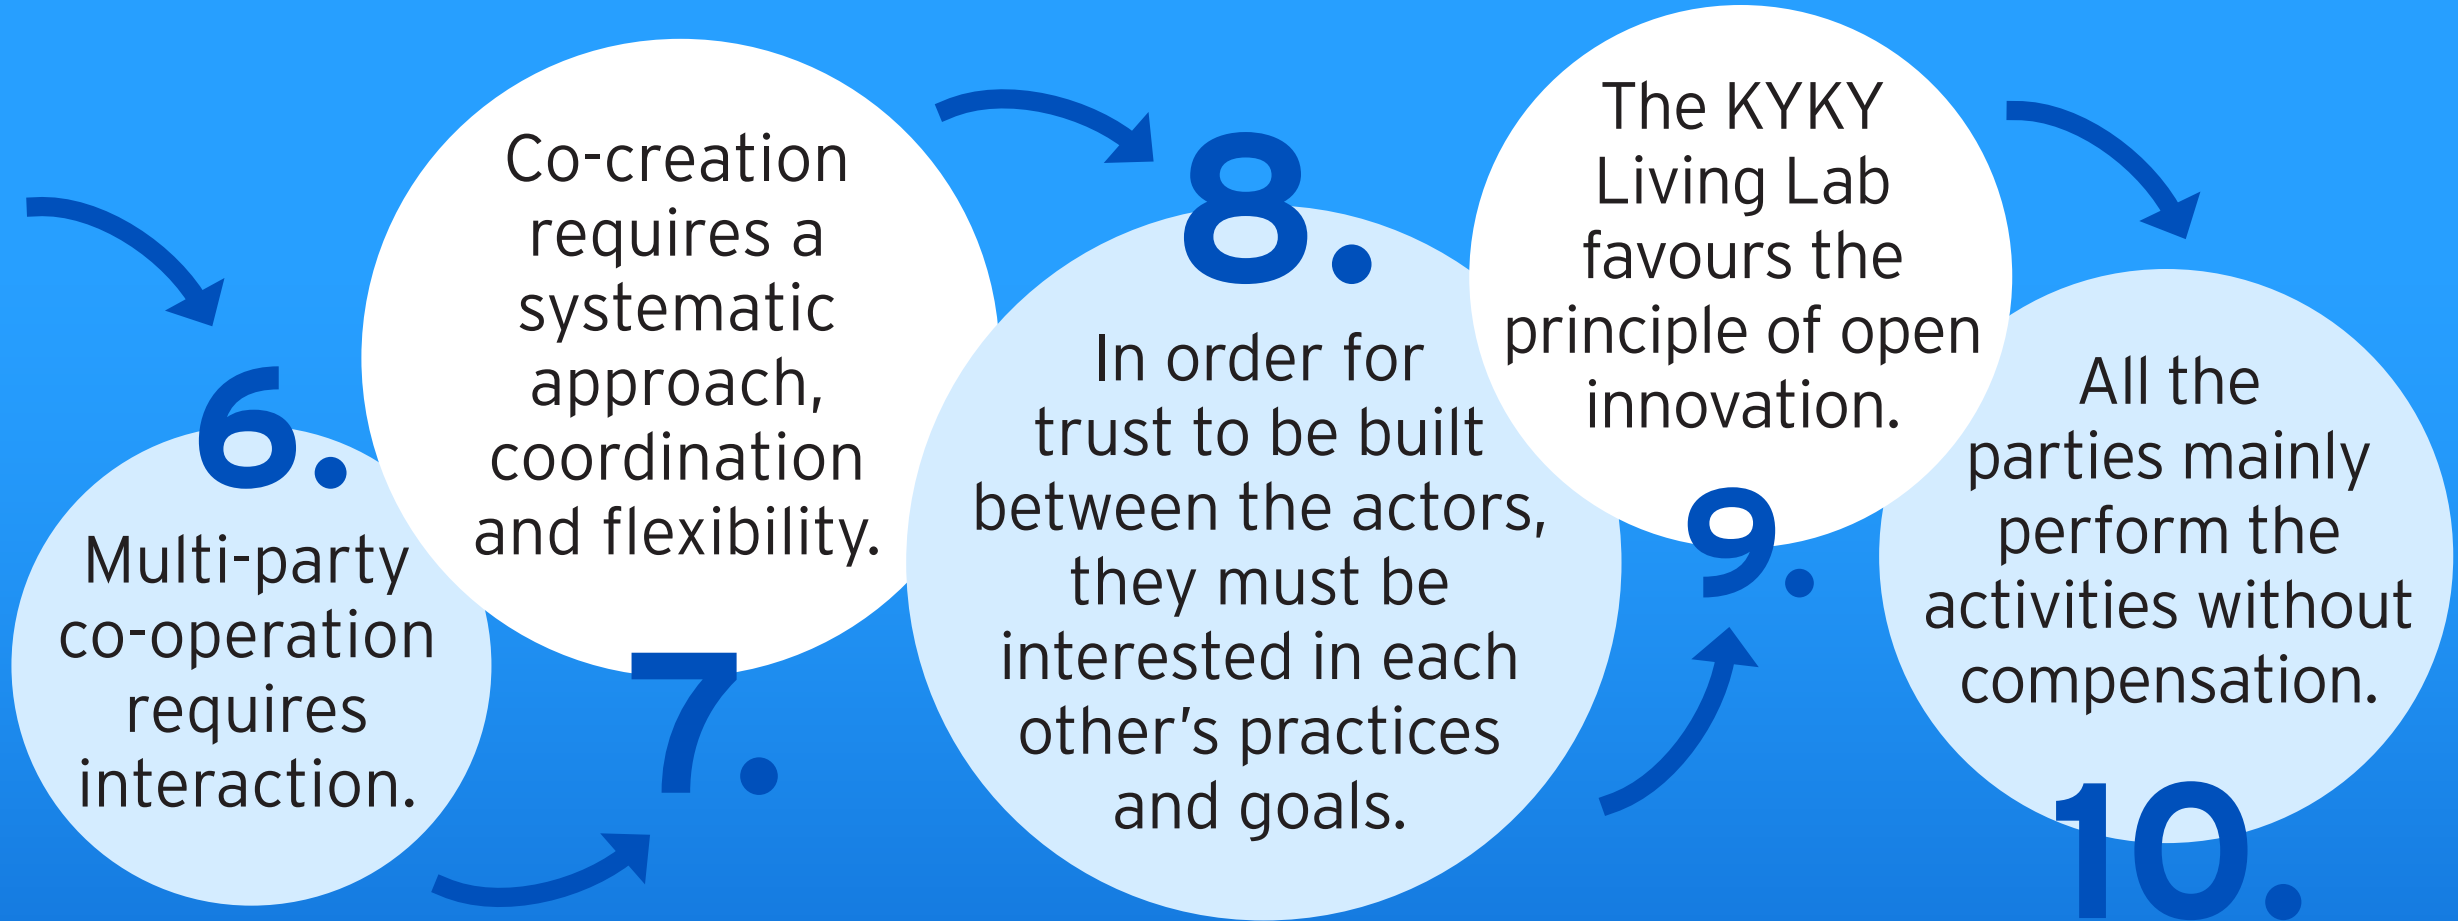 6.
Multi-party
co-operation
requires
interaction.
Co-creation
requires a
systematic
approach,
coordination
and flexibility.
7.
8.
In order for
trust to be built
between the actors,
they must be
interested in each
other’s practices
and goals.
The KYKY
Living Lab
favours the
principle of open
innovation.
9.
All the
parties mainly
perform the
activities without
compensation.
10.